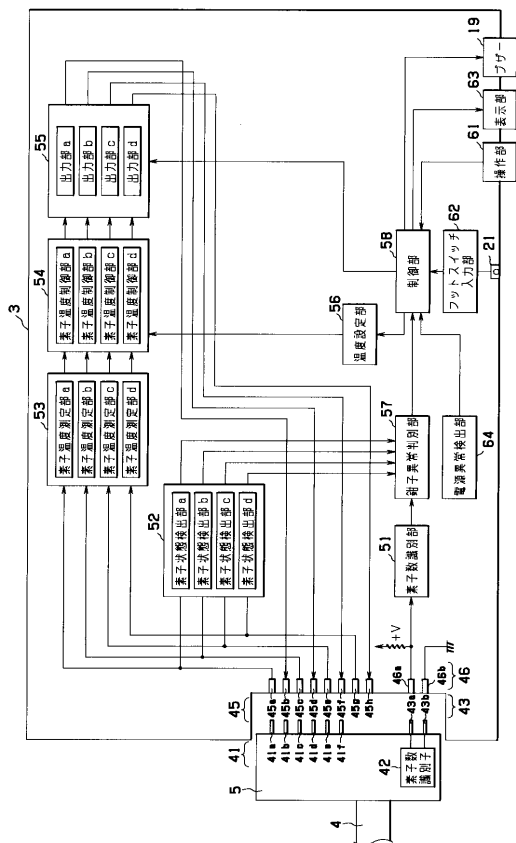 3
53
素子温度測定部a
素子温度測定部b
素子温度測定部c
素子温度測定部d
54
素子温度制御部a
素子温度制御部b
素子温度制御部c
素子温度制御部d
55
出力部a
出力部b
出力部c
出力部d
52
素子状態検出部a
素子状態検出部b
素子状態検出部c
素子状態検出部d
56
温度設定部
57
鉗子異常判別部
58
制御部
51
素子数識別部
64
電源異常検出部
62
フットスイッチ
入力部
21
61
操作部
63
表示部
19
ブザー
+V
45
45a
45b
45c
45d
45e
45f
45g
45h
46a
46b
46
41
41a
41b
41c
41d
41e
41f
43a
43b
43
42
素子数
識別子
5
4